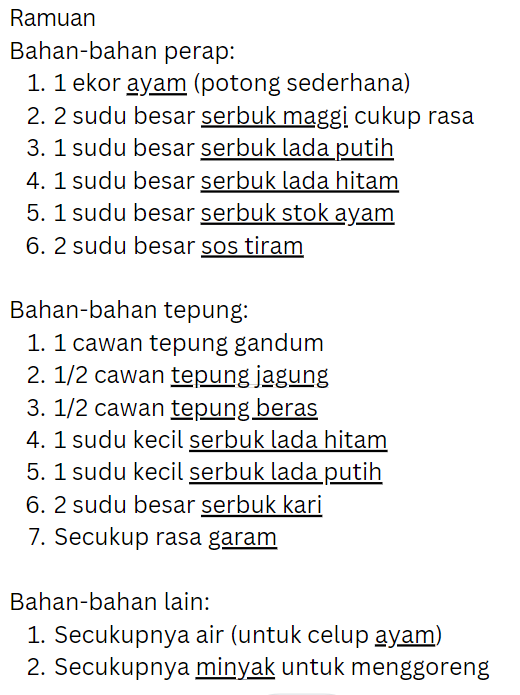 Ramuan
Bahan-bahan perap:
1. 1 ekor ayam (potong sederhana)
2. 2 sudu besar serbuk maggi cukup rasa
3. 1 sudu besar serbuk lada putih
4. 1 sudu besar serbuk lada hitam
5. 1 sudu besar serbuk stok ayam
6. 2 sudu besar sos tiram
Bahan-bahan tepung:
1. 1 cawan tepung gandum
2. 1/2 cawan tepung jagung
3. 1/2 cawan tepung beras
4. 1 sudu kecil serbuk lada hitam
5. 1 sudu kecil serbuk lada putih
6. 2 sudu besar serbuk kari
7. Secukup rasa garam
Bahan-bahan lain:
1. Secukupnya air (untuk celup ayam)
2. Secukupnya minyak untuk menggoreng